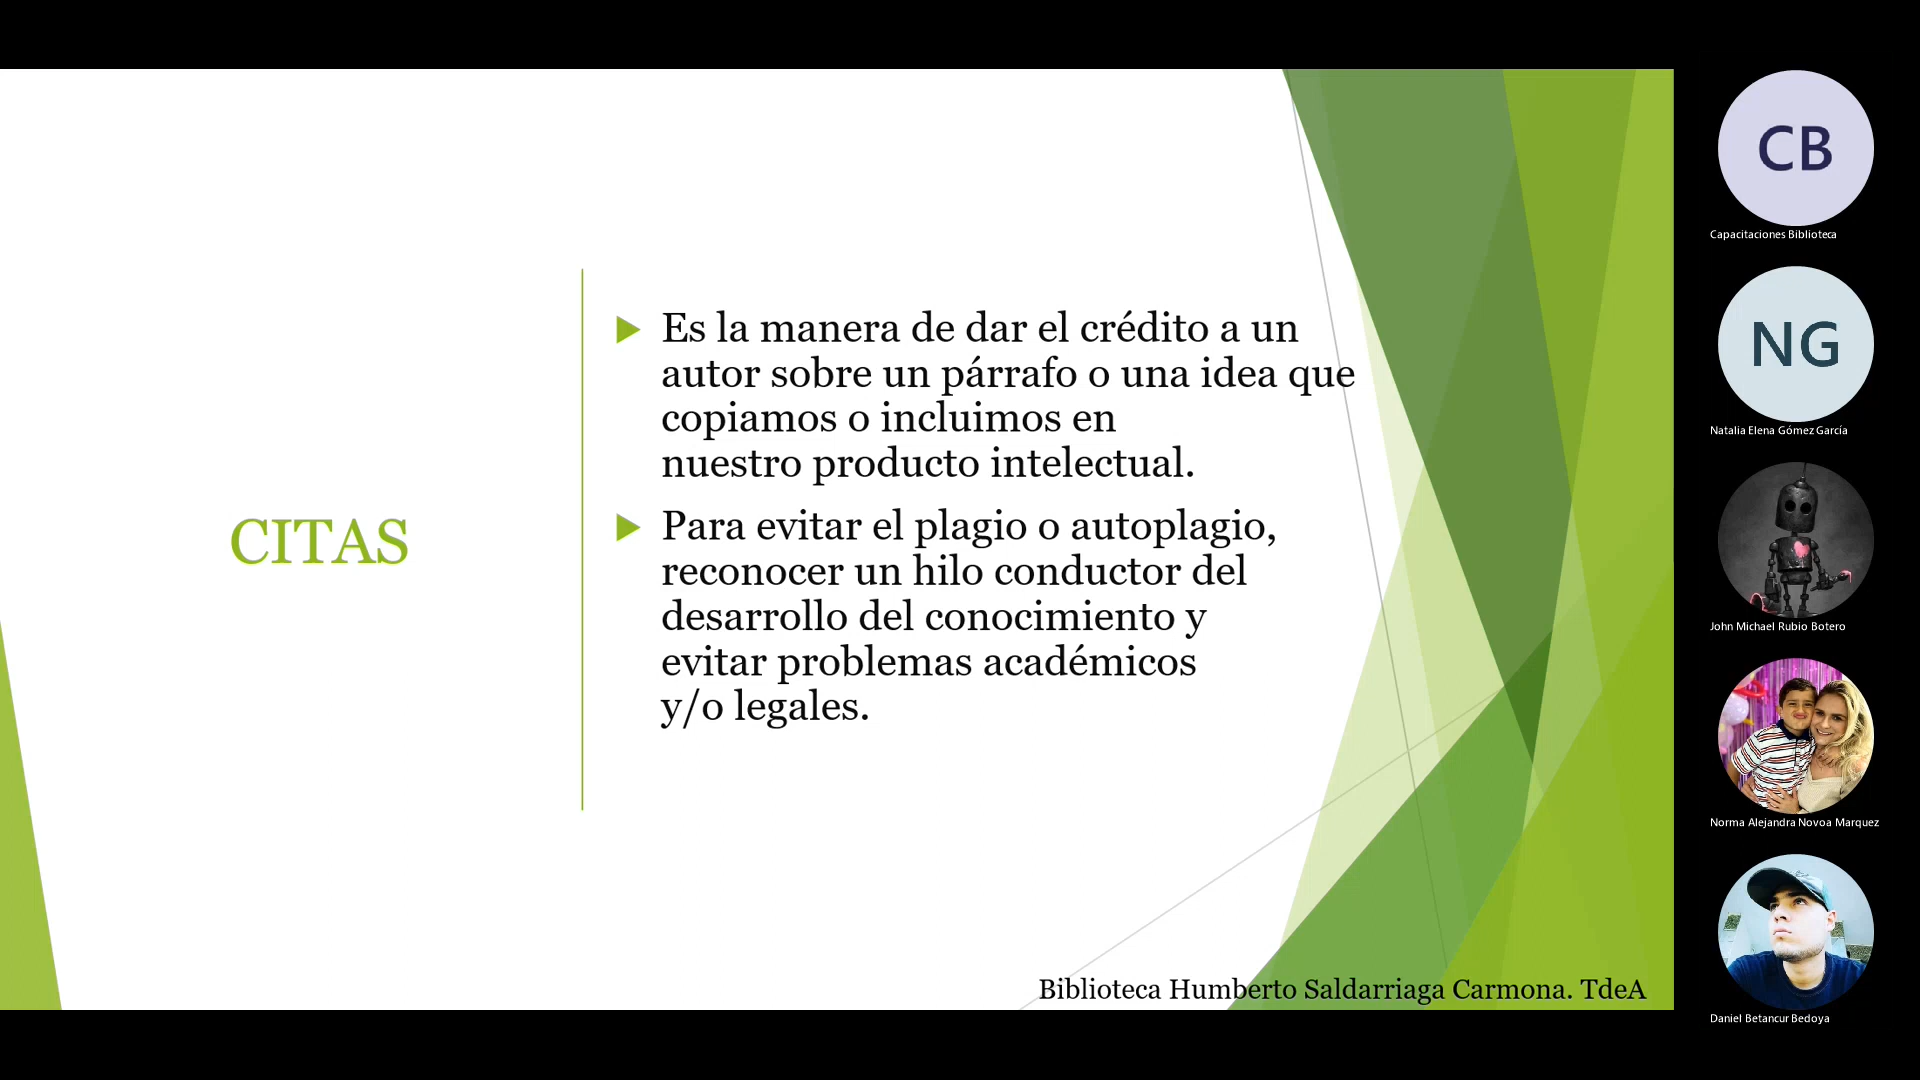 CITAS
Es la manera de dar el crédito a un
autor sobre un párrafo o una idea que
copiamos o incluimos en
nuestro producto intelectual.
Para evitar el plagio o autoplagio,
reconocer un hilo conductor del
desarrollo del conocimiento y
evitar problemas académicos
y/o legales.
Biblioteca Humberto Saldarriaga Carmona. TdeA
CB
Capacitaciones Biblioteca
NG
Natalia Elena Gómez García
John Michael Rubio Botero
Norma Alejandra Novoa Marquez
Daniel Betancur Bedoya